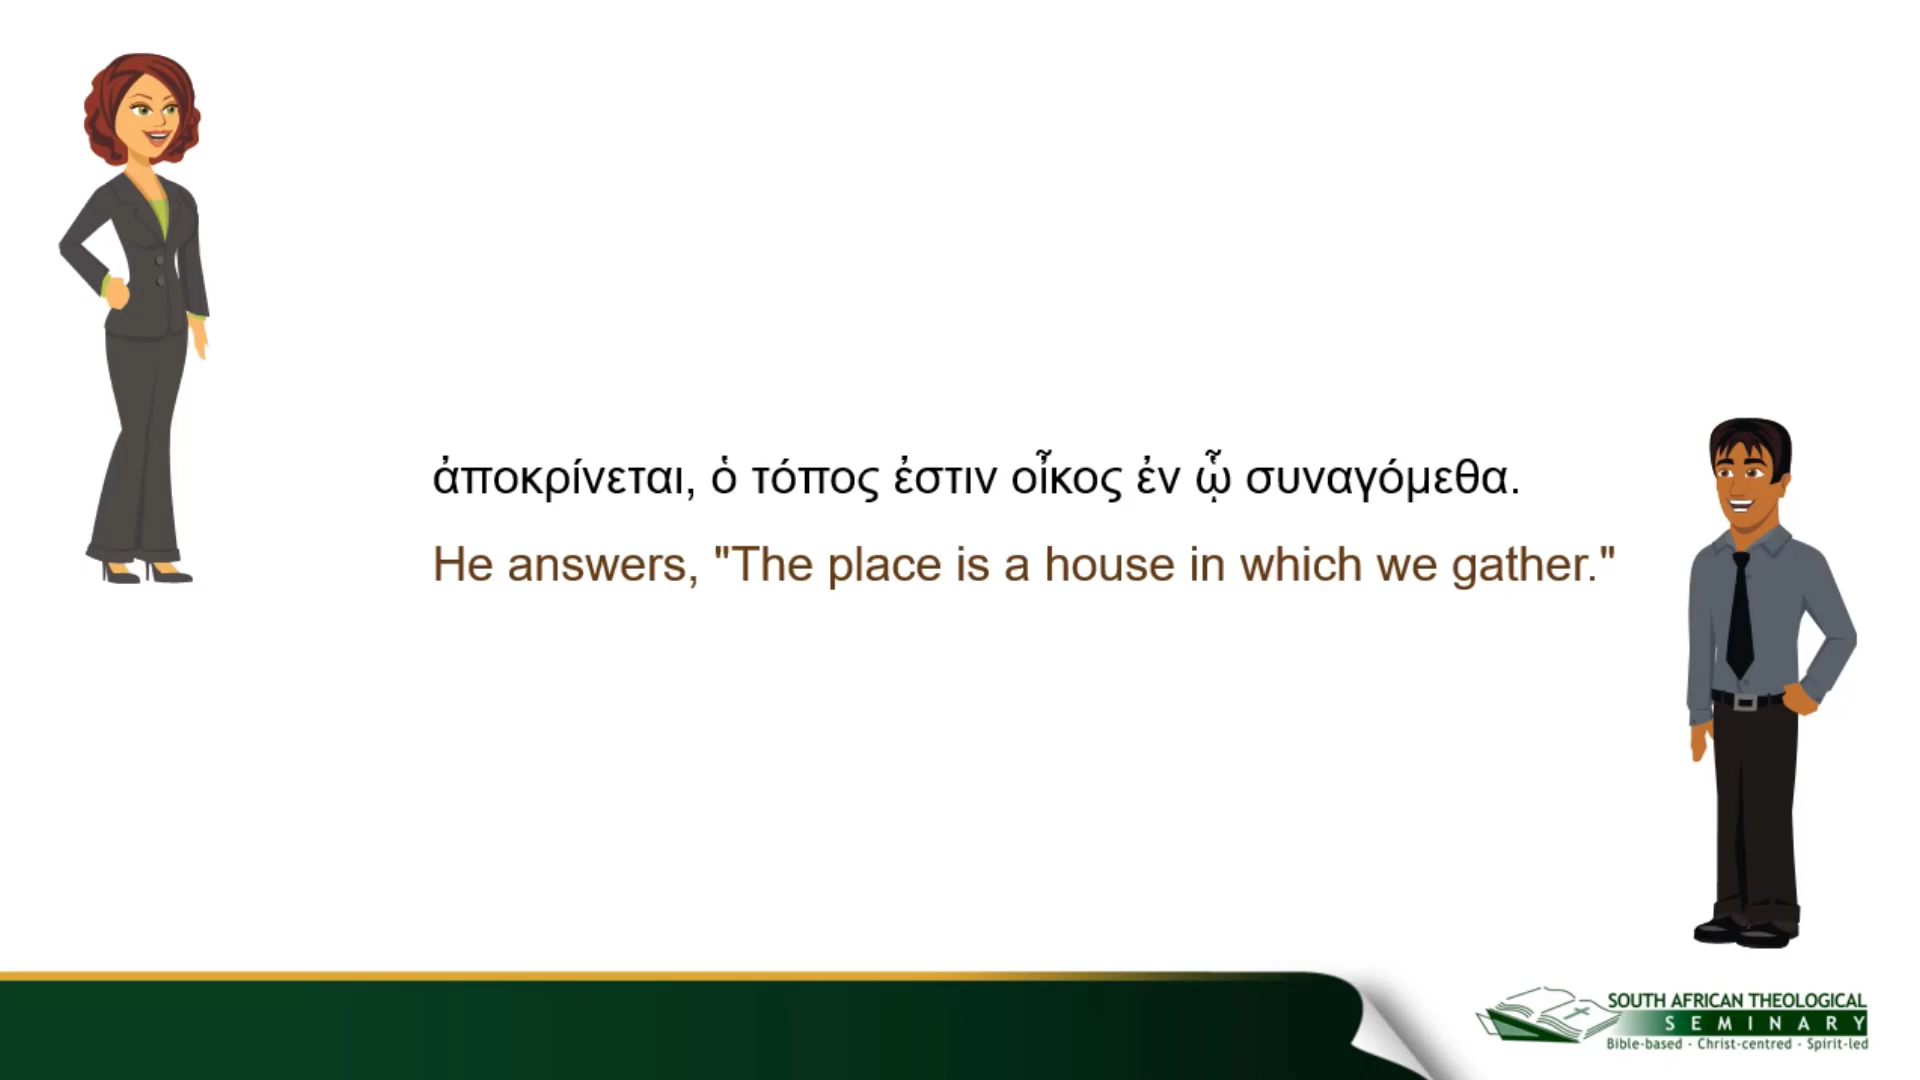 ἀποκρίνεται, ὁ τόπος ἐστιν οἶκος ἐν ᾧ συναγόμεθα.
He answers, "The place is a house in which we gather."
SOUTH AFRICAN THEOLOGICAL
SEMINARY
Bible-based · Christ-centred · Spirit-led